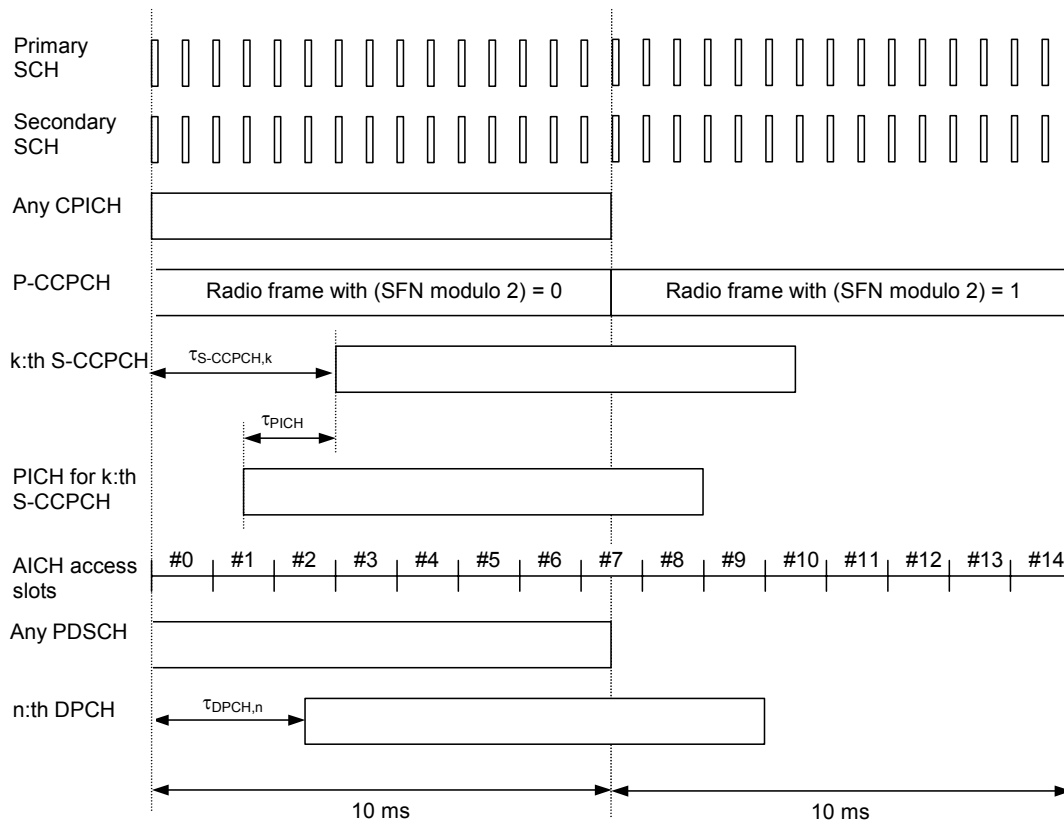 Primary
SCH
Secondary
SCH
Any CPICH
P-CCPCH
Radio frame with (SFN modulo 2) = 0
Radio frame with (SFN modulo 2) = 1
k:th S-CCPCH
τS-CCPCH,k
τPICH
PICH for k:th
S-CCPCH
AICH access
slots
#0 #1 #2 #3 #4 #5 #6 #7 #8 #9 #10 #11 #12 #13 #14
Any PDSCH
n:th DPCH
τDPCH,n
10 ms
10 ms